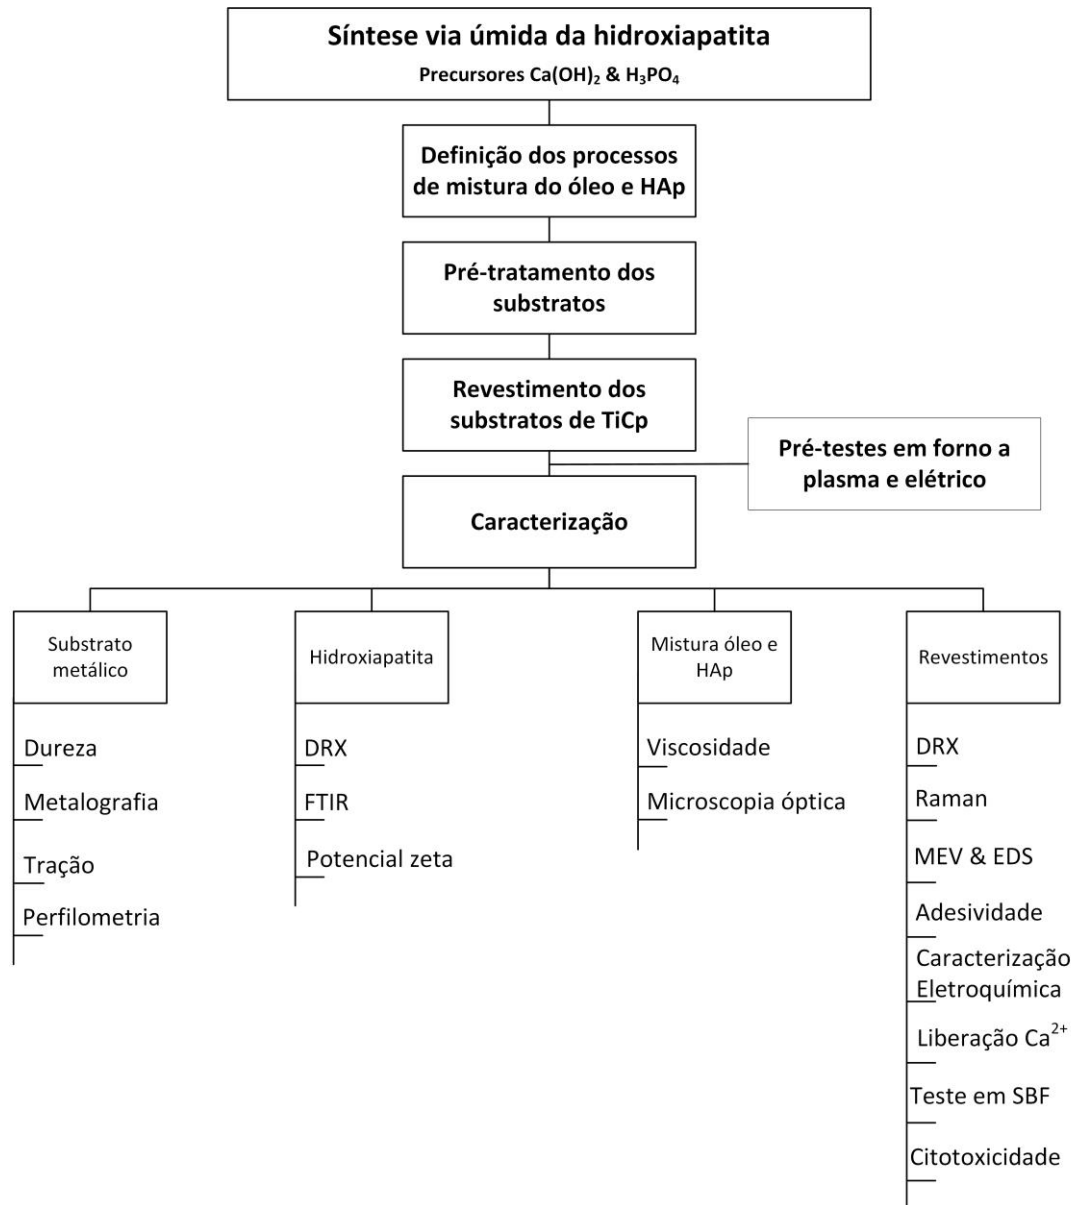 Síntese via úmida da hidroxiapatita
Precursores Ca(OH)₂ & H₃PO₄
Definição dos processos
de mistura do óleo e HAp
Pré-tratamento dos
substratos
Revestimento dos
substratos de TiCp
Pré-testes em forno a
plasma e elétrico
Caracterização
Substrato
metálico
Dureza
Metalografia
Tração
Perfilometria
Hidroxiapatita
DRX
FTIR
Potencial zeta
Mistura óleo e
HAp
Viscosidade
Microscopia óptica
Revestimentos
DRX
Raman
MEV & EDS
Adesividade
Caracterização
Eletroquímica
Liberação Ca²⁺
Teste em SBF
Citotoxicidade